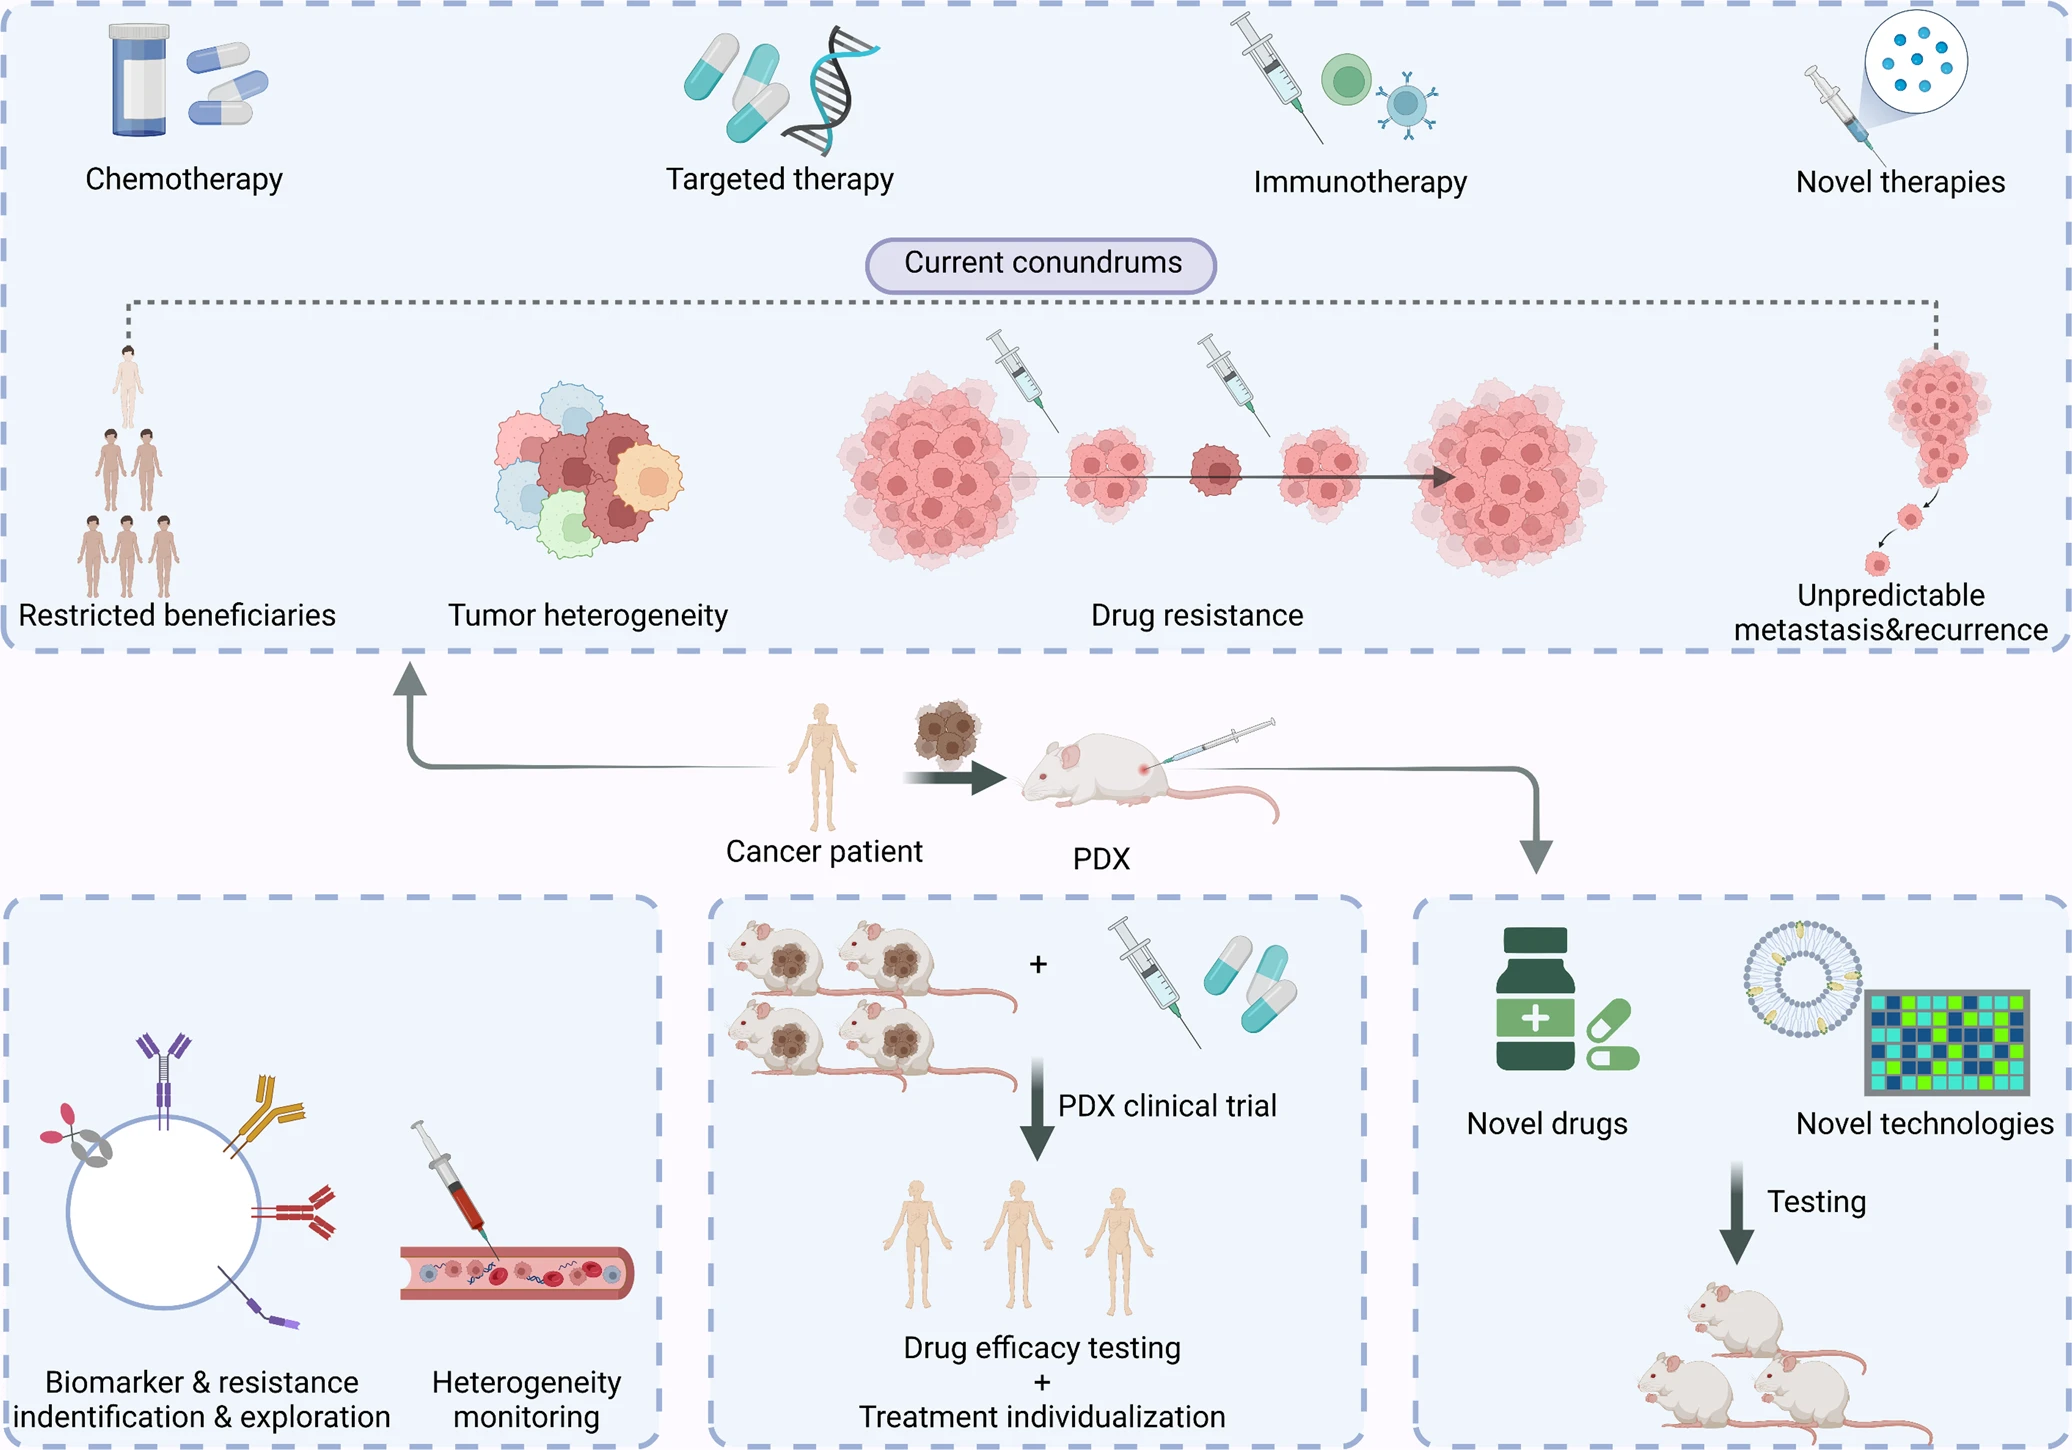 Chemotherapy
Targeted therapy
Immunotherapy
Novel therapies
Current conundrums
Restricted beneficiaries
Tumor heterogeneity
Drug resistance
Unpredictable
metastasis&recurrence
Cancer patient
PDX
Biomarker & resistance
indentification & exploration
Heterogeneity
monitoring
+
PDX clinical trial
Drug efficacy testing
+
Treatment individualization
Novel drugs
Novel technologies
Testing